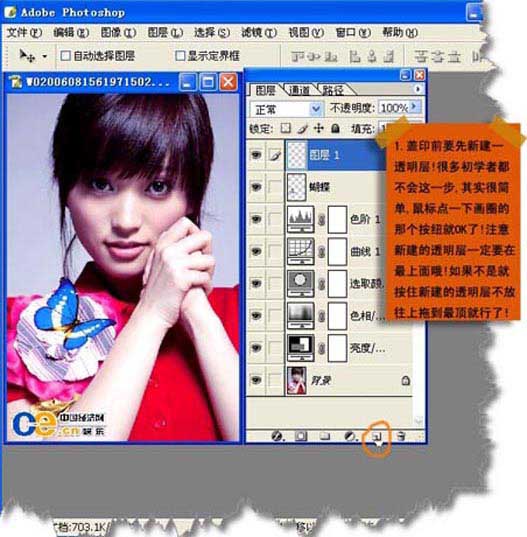 Adobe Photoshop
文件(F) 编辑(E) 图像(I) 图层(L) 选择(S) 滤镜(T) 视图(V) 窗口(W) 帮助(H)
自动选择图层 显示定界框
W02006081561971502...
图层 通道 路径
正常 不透明度: 100%
锁定: 填充: 1
图层 1
蝴蝶
色阶 1
曲线 1
选取颜.
色相/...
亮度/...
背景
1.盖印前要先新建一
透明层!很多初学者都
不会这一步,其实很简
单,鼠标点一下画圈的
那个按钮就OK了!注意
新建的透明层一定要在
最上面哦!如果不是就
按住新建的透明层不放
往上拖到最顶就行了!
ce 中国经济网
.cn 娱乐
文档:703.1K/